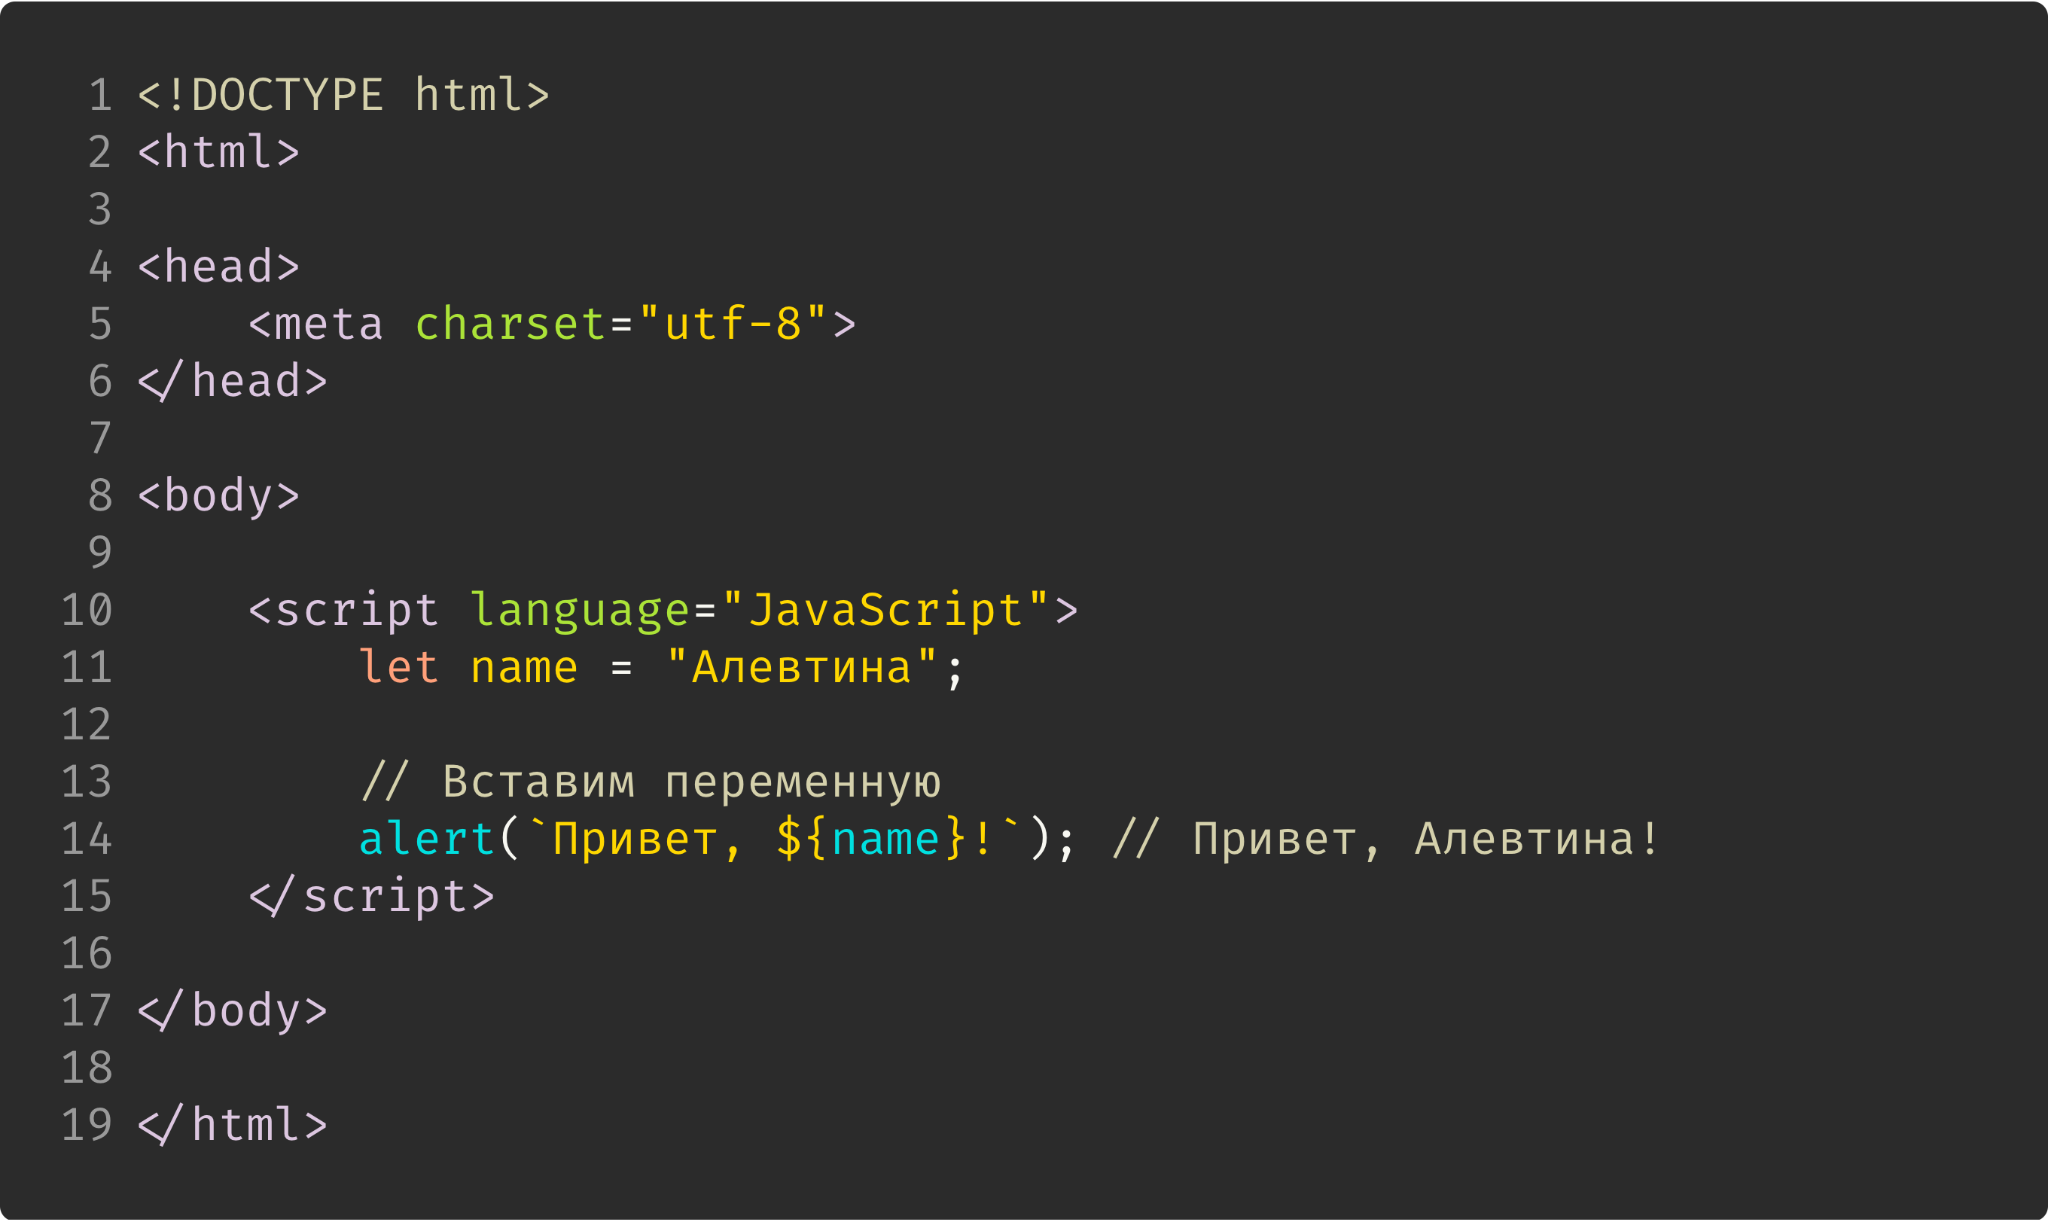 1 <!DOCTYPE html>
2 <html>
3
4 <head>
5     <meta charset="utf-8">
6 </head>
7
8 <body>
9
10     <script language="JavaScript">
11         let name = "Алевтина";
12
13         // Вставим переменную
14         alert(`Привет, ${name}!`); // Привет, Алевтина!
15     </script>
16
17 </body>
18
19 </html>